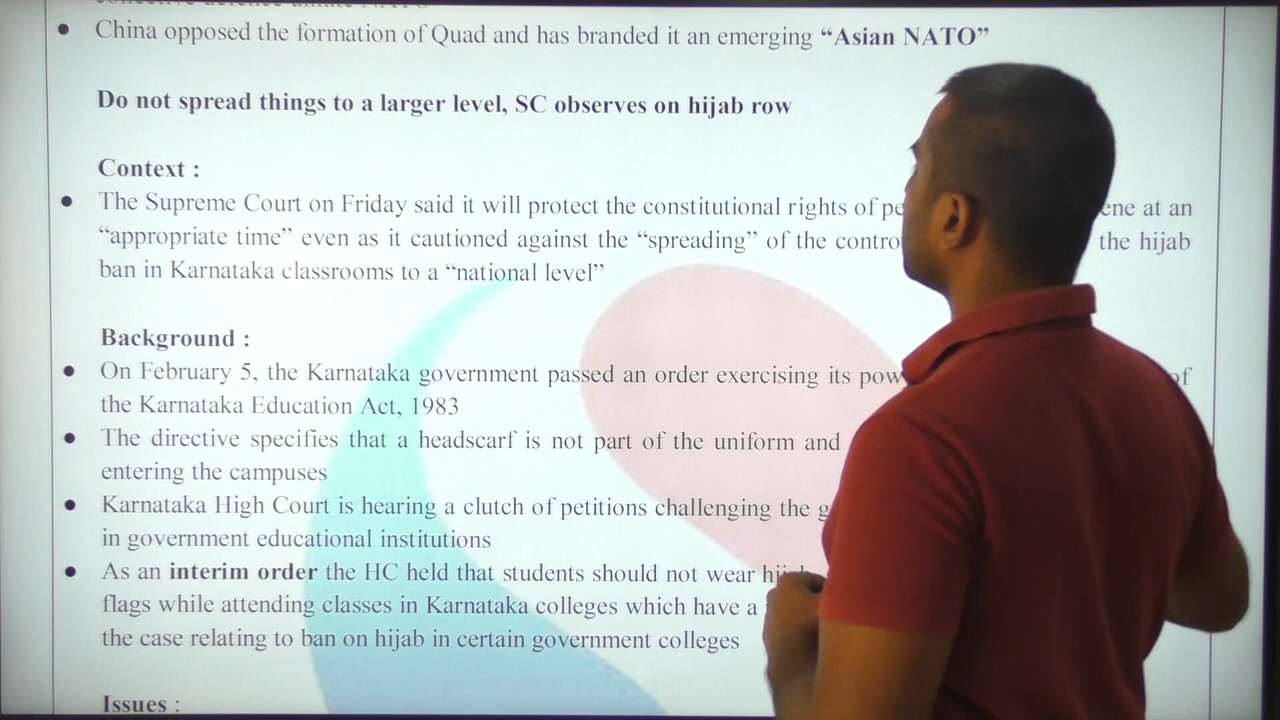 China opposed the formation of Quad and has branded it an emerging “Asian NATO”
Do not spread things to a larger level, SC observes on hijab row
Context :
The Supreme Court on Friday said it will protect the constitutional rights of at an
“appropriate time” even as it cautioned against the “spreading” of the the hijab
ban in Karnataka classrooms to a “national level”
Background :
On February 5, the Karnataka government passed an order exercising its of
the Karnataka Education Act, 1983
The directive specifies that a headscarf is not part of the uniform and
entering the campuses
Karnataka High Court is hearing a clutch of petitions challenging the
in government educational institutions
As an interim order the HC held that students should not wear
flags while attending classes in Karnataka colleges which have a
the case relating to ban on hijab in certain government colleges
Issues :